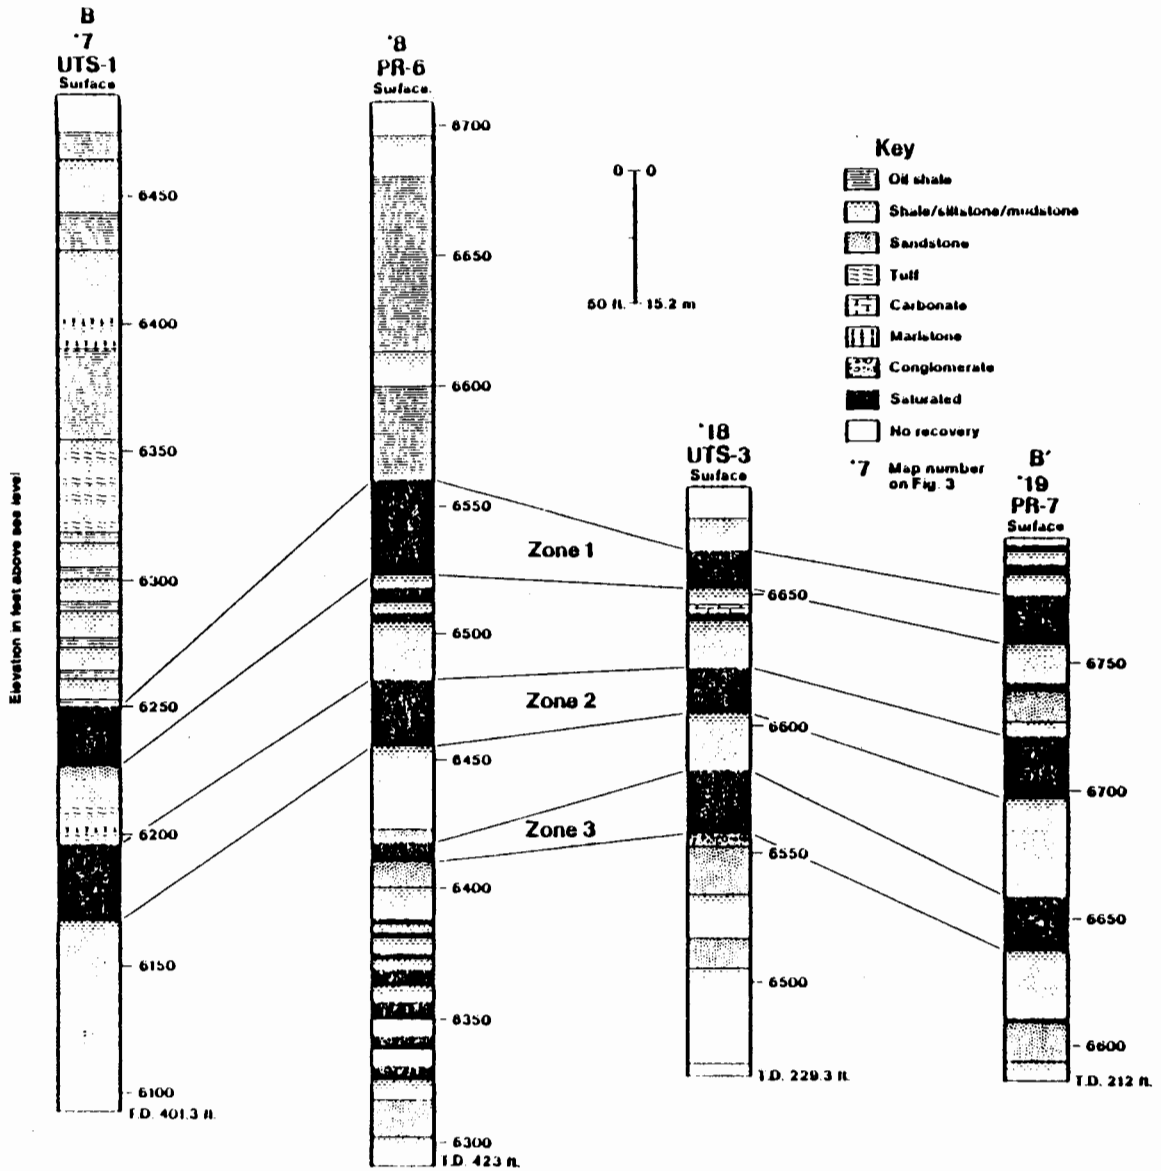 B
*7
UTS-1
Surface
6450
6400
6350
6300
6250
6200
6150
6100
T.D. 401.3 ft.
Elevation in feet above sea level
*8
PR-6
Surface
6700
6650
6600
6550
6500
6450
6400
6350
6300
T.D. 423 ft.
0 0
50 ft. 15.2 m
Zone 1
Zone 2
Zone 3
Key
Oil shale
Shale/siltstone/mudstone
Sandstone
Tuff
Carbonate
Marlstone
Conglomerate
Saturated
No recovery
*7 Map number
on Fig. 3
*18
UTS-3
Surface
6650
6600
6550
6500
T.D. 229.3 ft.
B′
*19
PR-7
Surface
6750
6700
6650
6600
T.D. 212 ft.